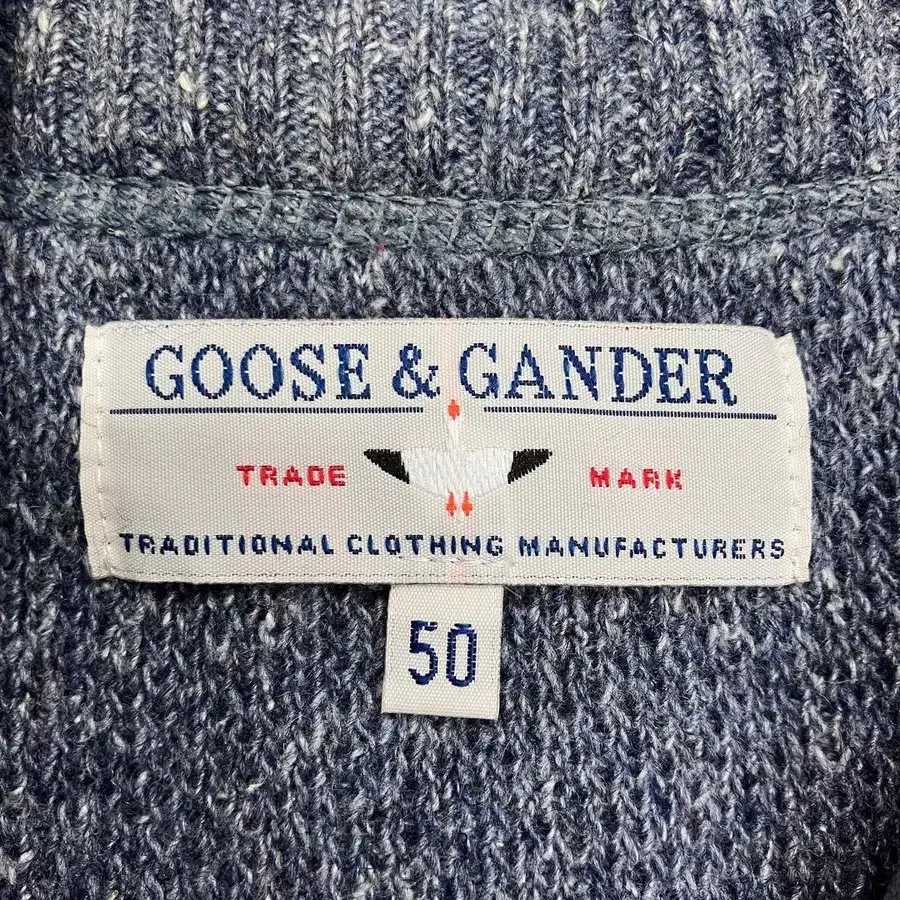 GOOSE & GANDER
TRADE MARK
TRADITIONAL CLOTHING MANUFACTURERS
50